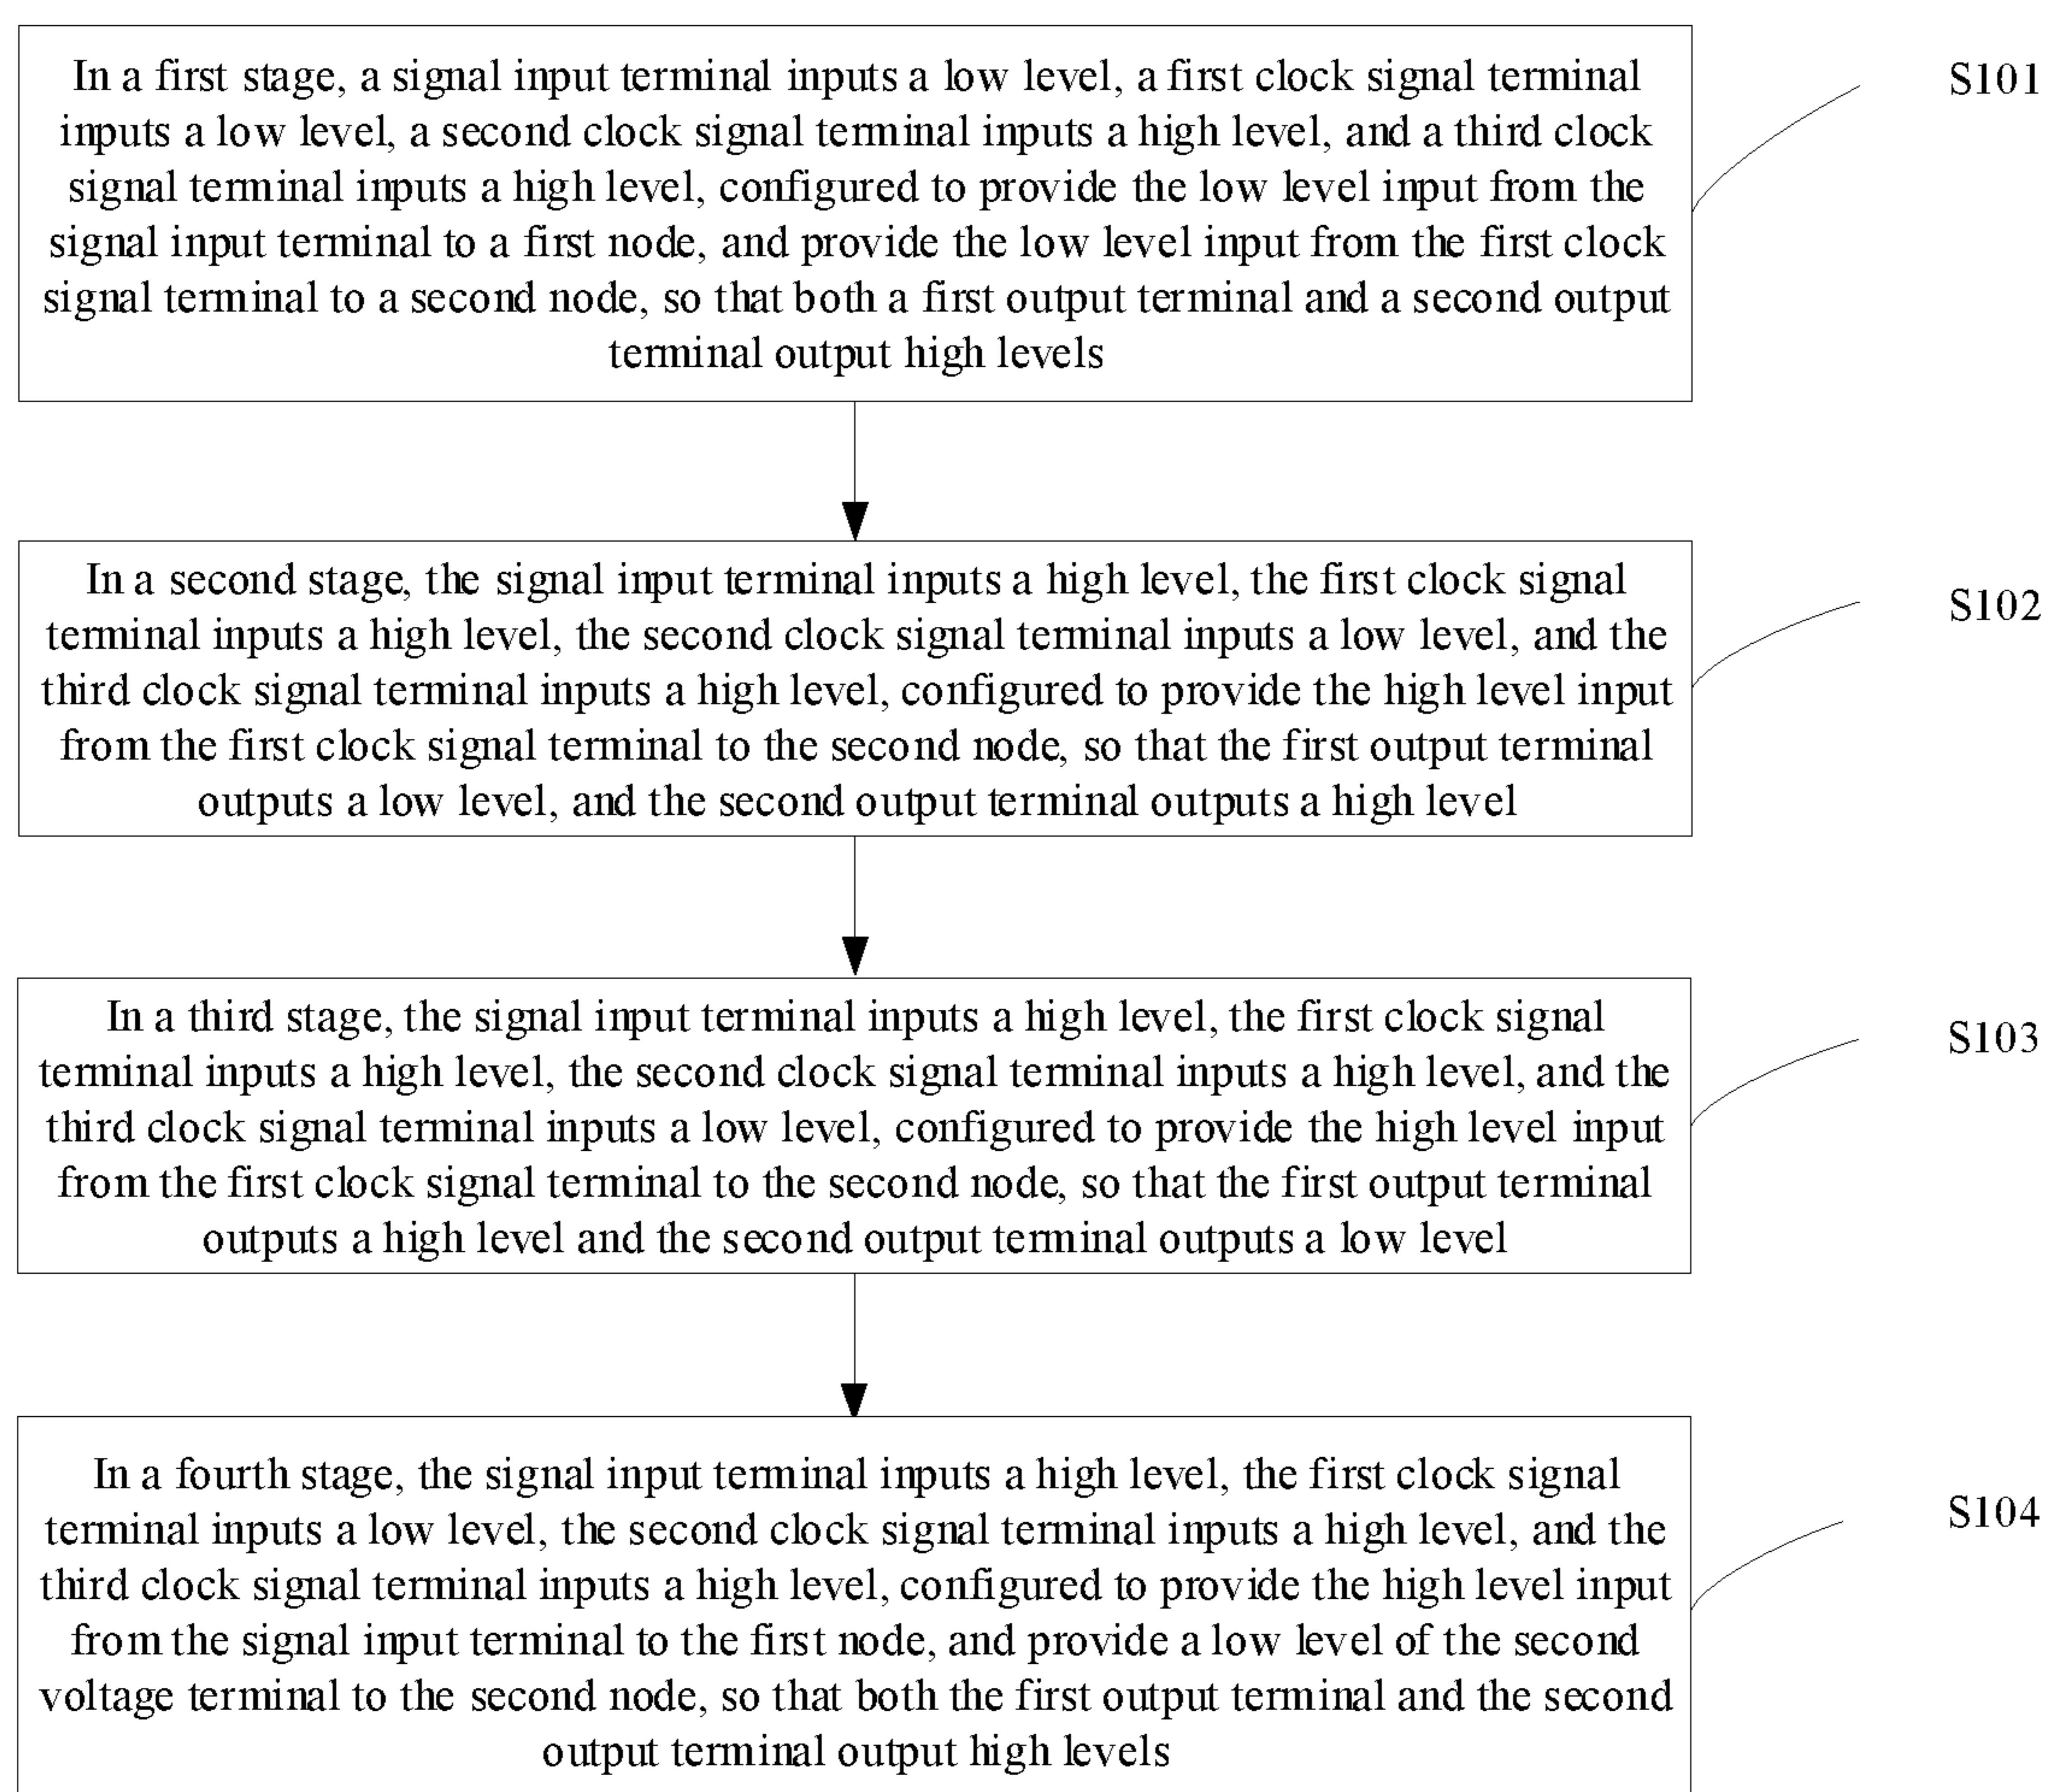 In a first stage, a signal input terminal inputs a low level, a first clock signal terminal
inputs a low level, a second clock signal terminal inputs a high level, and a third clock
signal terminal inputs a high level, configured to provide the low level input from the
signal input terminal to a first node, and provide the low level input from the first clock
signal terminal to a second node, so that both a first output terminal and a second output
terminal output high levels
S101
In a second stage, the signal input terminal inputs a high level, the first clock signal
terminal inputs a high level, the second clock signal terminal inputs a low level, and the
third clock signal terminal inputs a high level, configured to provide the high level input
from the first clock signal terminal to the second node, so that the first output terminal
outputs a low level, and the second output terminal outputs a high level
S102
In a third stage, the signal input terminal inputs a high level, the first clock signal
terminal inputs a high level, the second clock signal terminal inputs a high level, and the
third clock signal terminal inputs a low level, configured to provide the high level input
from the first clock signal terminal to the second node, so that the first output terminal
outputs a high level and the second output terminal outputs a low level
S103
In a fourth stage, the signal input terminal inputs a high level, the first clock signal
terminal inputs a low level, the second clock signal terminal inputs a high level, and the
third clock signal terminal inputs a high level, configured to provide the high level input
from the signal input terminal to the first node, and provide a low level of the second
voltage terminal to the second node, so that both the first output terminal and the second
output terminal output high levels
S104